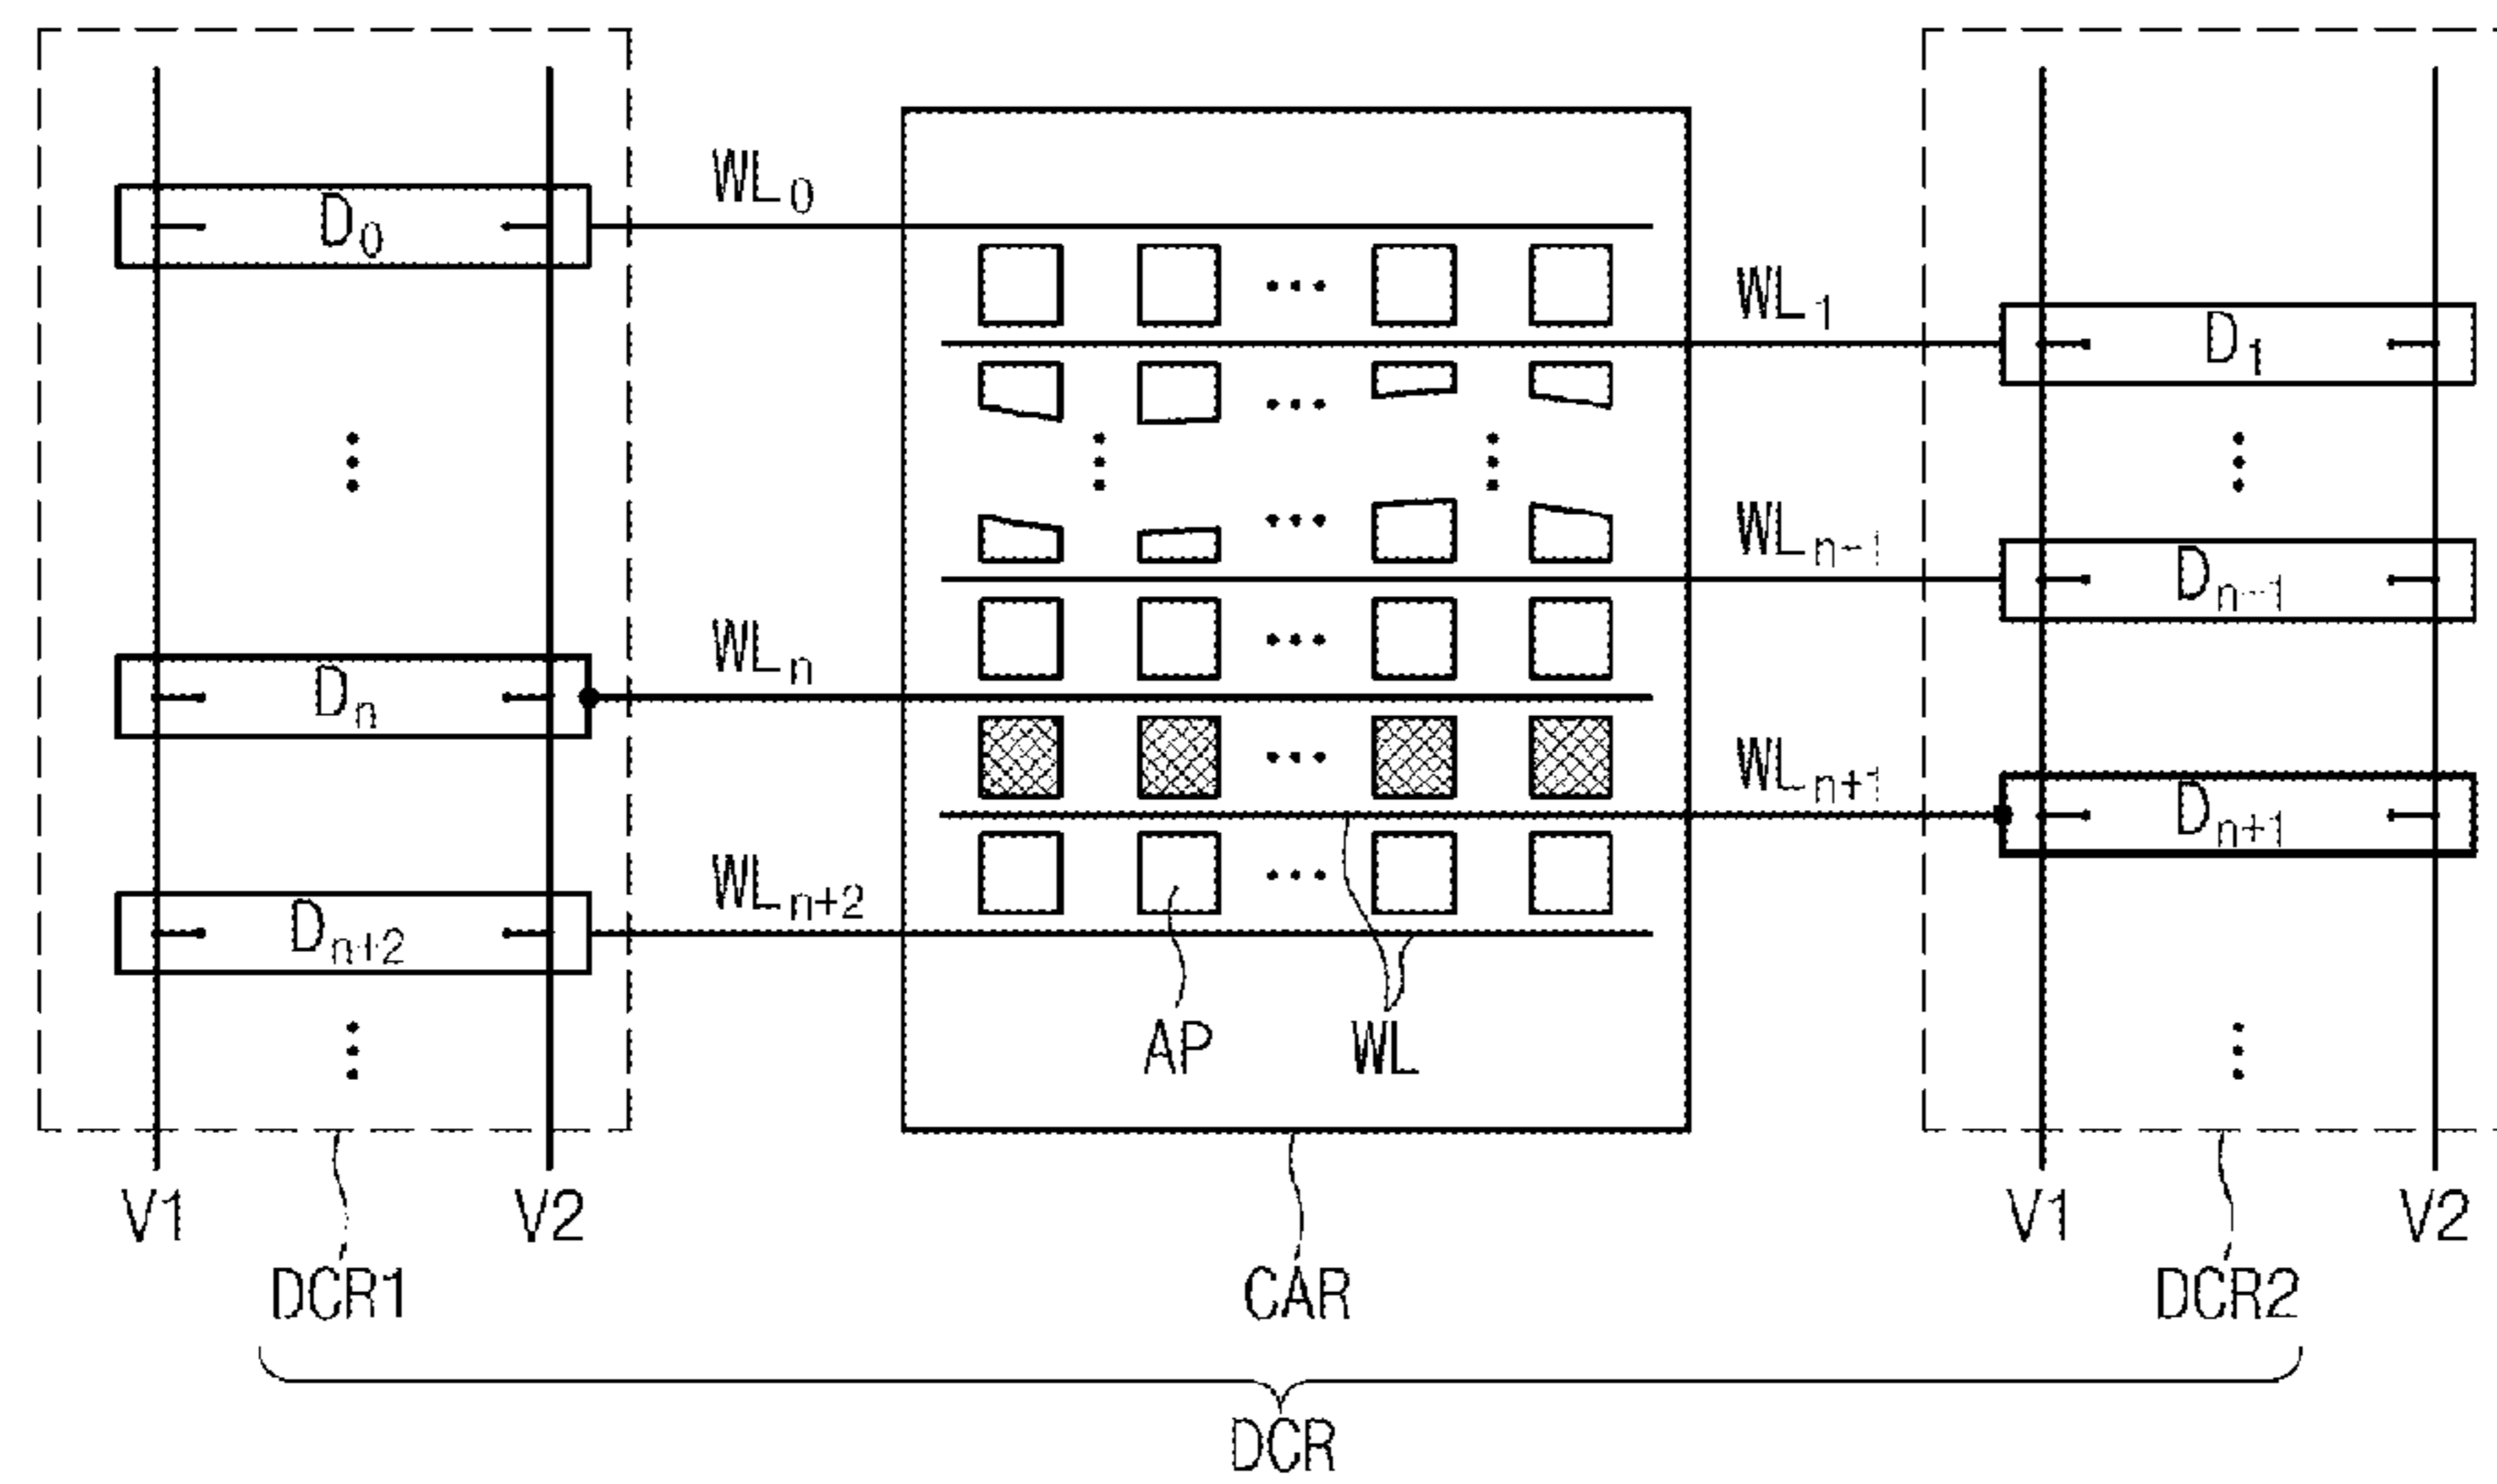 WL0
D0
WL1
D1
WLn-1
Dn-1
WLn
Dn
WLn+1
Dn+1
WLn+2
Dn+2
AP
WL
V1
V2
V1
V2
DCR1
CAR
DCR2
DCR